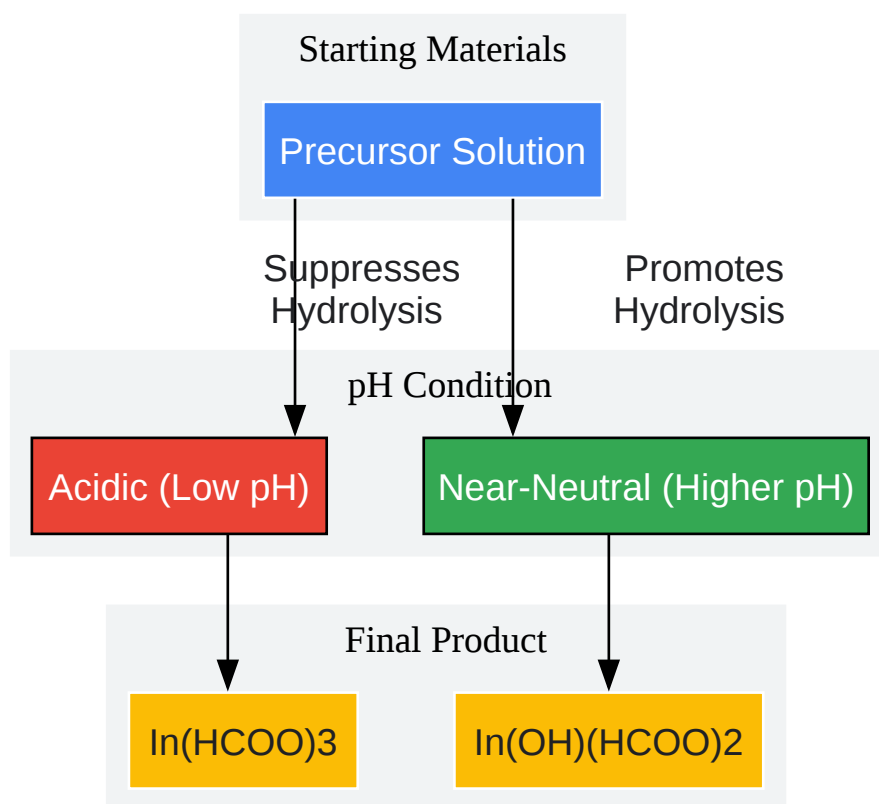 Starting Materials
Precursor Solution
Suppresses
Hydrolysis
Promotes
Hydrolysis
pH Condition
Acidic (Low pH)
Near-Neutral (Higher pH)
Final Product
In(HCOO)3
In(OH)(HCOO)2